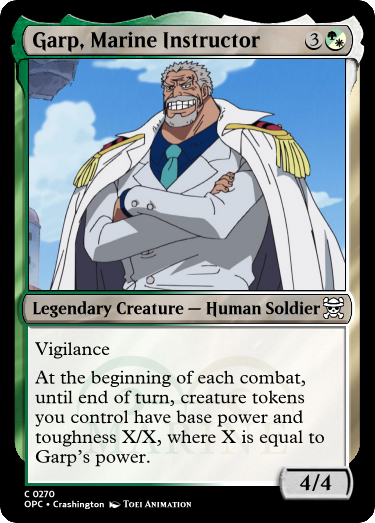 Garp, Marine Instructor 3
Legendary Creature — Human Soldier
Vigilance
At the beginning of each combat,
until end of turn, creature tokens
you control have base power and
toughness X/X, where X is equal to
Garp's power.
MARINE
4/4
C 0270
OPC • Crashington TOEI ANIMATION